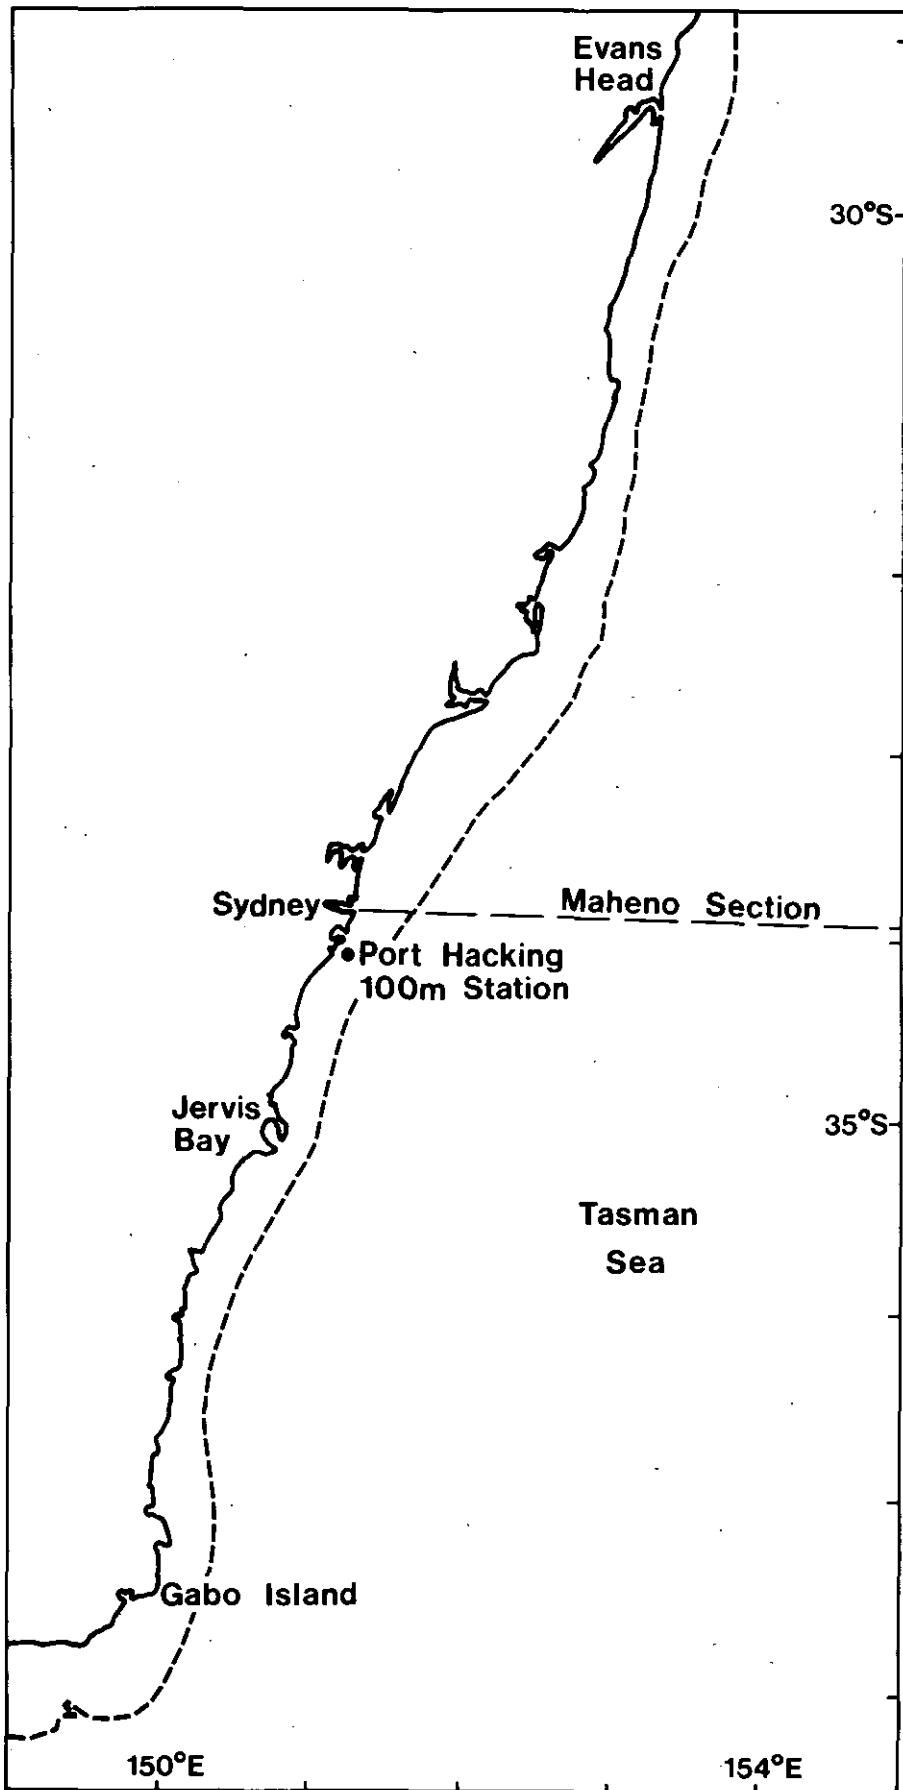 Evans
Head
30°S
Sydney
Maheno Section
Port Hacking
100m Station
Jervis
Bay
35°S
Tasman
Sea
Gabo Island
150°E
154°E